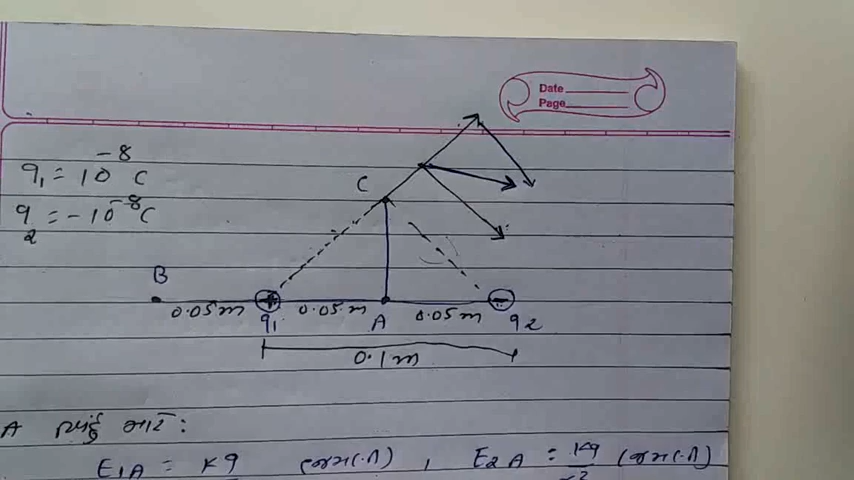 Date
Page
q₁ = 10⁻⁸ C
q₂ = -10⁻⁸ C
C
B
0.05m 0.05m 0.05m
q₁ A q₂
0.1m
A માટે:
E₁A = Kq , E₂A = Kq